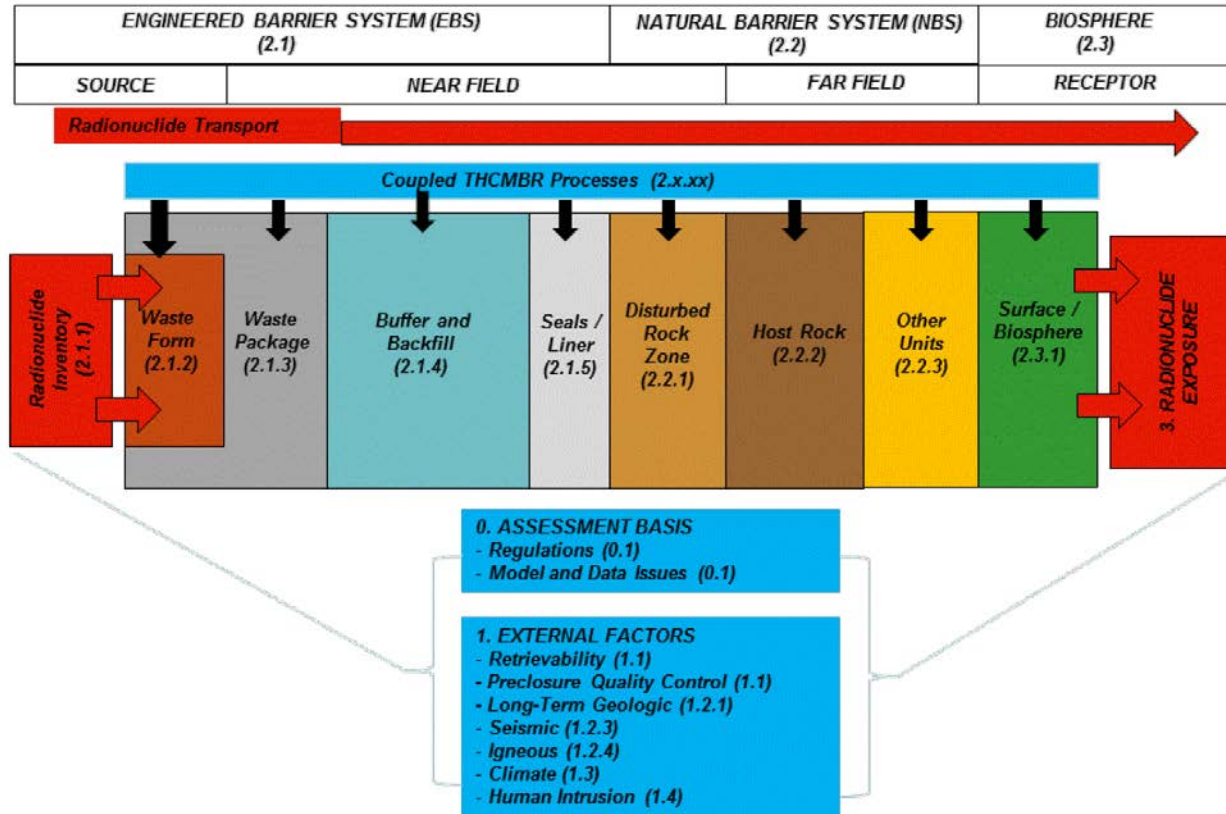 ENGINEERED BARRIER SYSTEM (EBS)
(2.1)
NATURAL BARRIER SYSTEM (NBS)
(2.2)
BIOSPHERE
(2.3)
SOURCE
NEAR FIELD
FAR FIELD
RECEPTOR
Radionuclide Transport
Coupled THCMBR Processes (2.x.xx)
Radionuclide
Inventory
(2.1.1)
Waste
Form
(2.1.2)
Waste
Package
(2.1.3)
Buffer and
Backfill
(2.1.4)
Seals /
Liner
(2.1.5)
Disturbed
Rock
Zone
(2.2.1)
Host Rock
(2.2.2)
Other
Units
(2.2.3)
Surface /
Biosphere
(2.3.1)
3. RADIONUCLIDE
EXPOSURE
0. ASSESSMENT BASIS
- Regulations (0.1)
- Model and Data Issues (0.1)
1. EXTERNAL FACTORS
- Retrievability (1.1)
- Preclosure Quality Control (1.1)
- Long-Term Geologic (1.2.1)
- Seismic (1.2.3)
- Igneous (1.2.4)
- Climate (1.3)
- Human Intrusion (1.4)